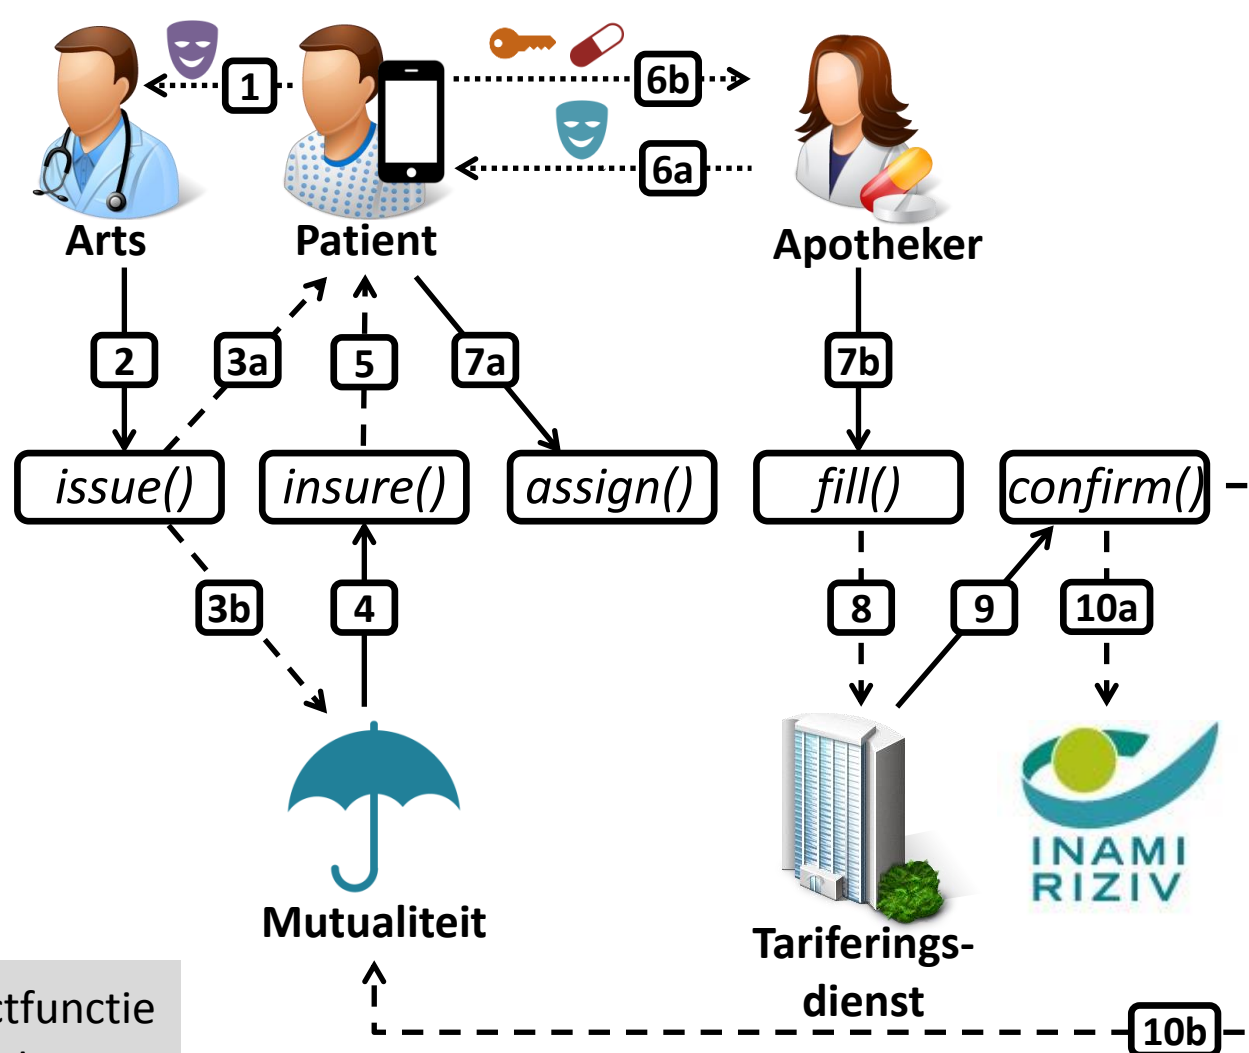 1
6b
6a
Arts
Patient
Apotheker
2
3a
5
7a
7b
issue()
insure()
assign()
fill()
confirm()
3b
4
8
9
10a
INAMI
RIZIV
Mutualiteit
Tariferings-
dienst
ctfunctie
10b